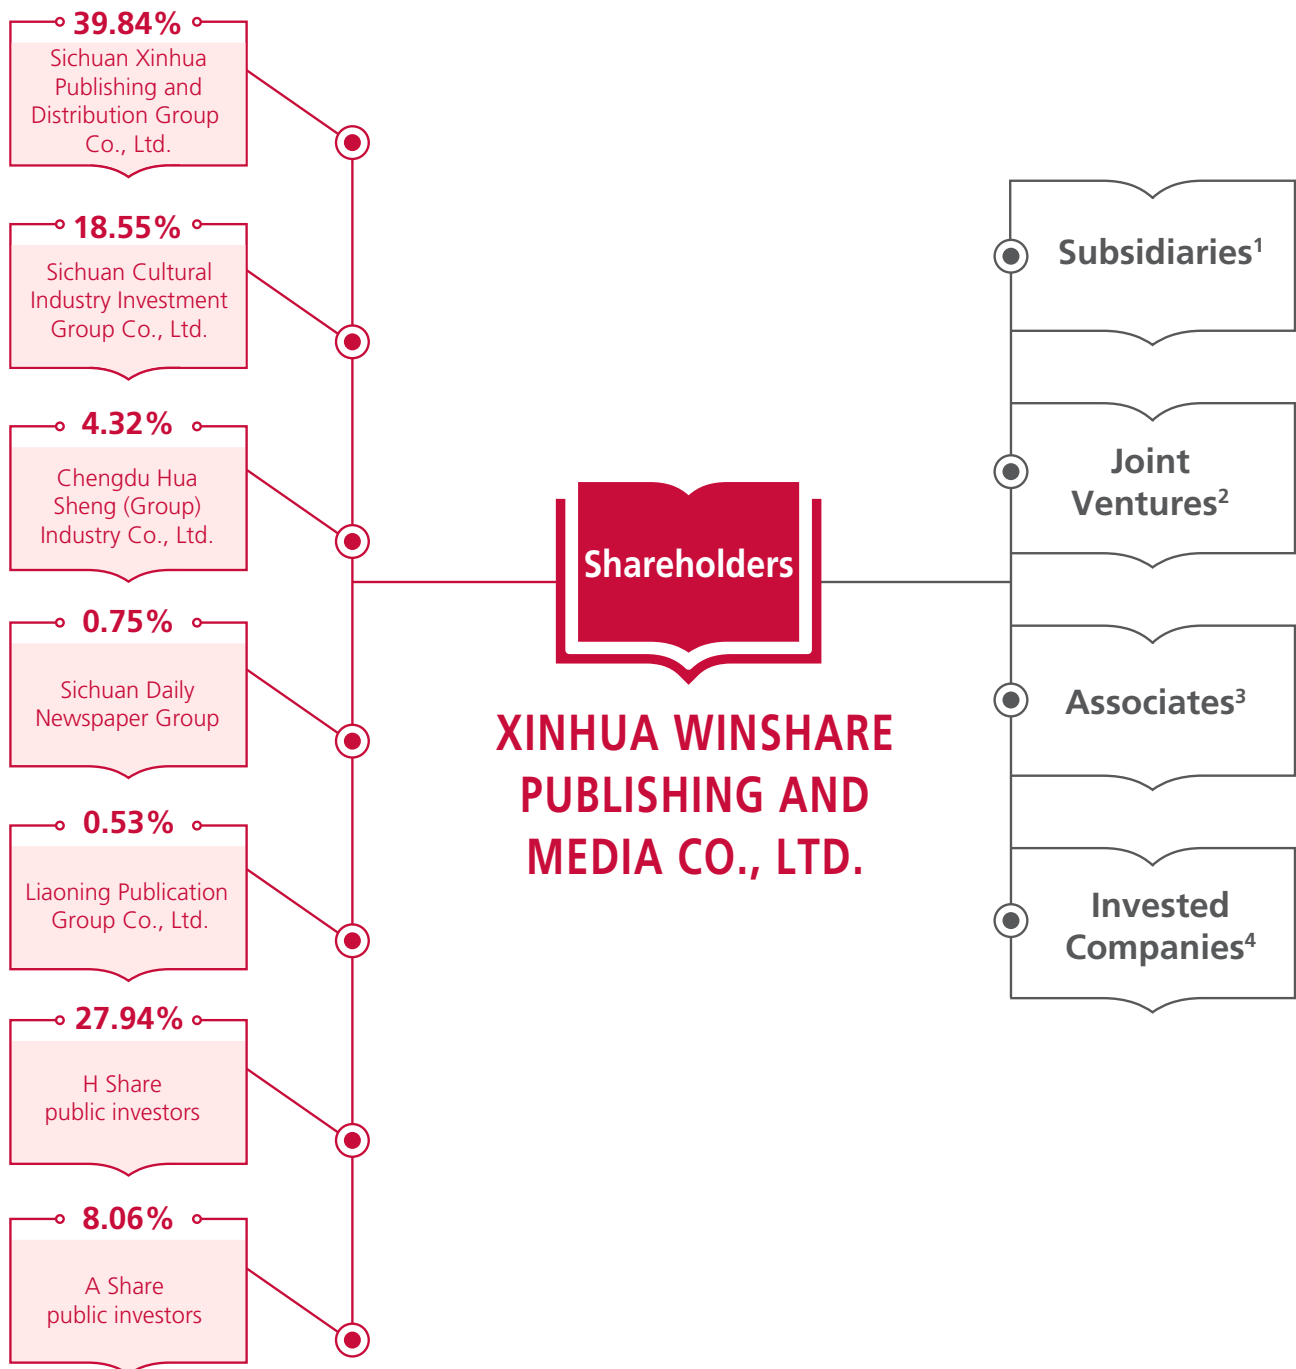 39.84%
Sichuan Xinhua
Publishing and
Distribution Group
Co., Ltd.
18.55%
Sichuan Cultural
Industry Investment
Group Co., Ltd.
4.32%
Chengdu Hua
Sheng (Group)
Industry Co., Ltd.
0.75%
Sichuan Daily
Newspaper Group
0.53%
Liaoning Publication
Group Co., Ltd.
27.94%
H Share
public investors
8.06%
A Share
public investors
Shareholders
XINHUA WINSHARE
PUBLISHING AND
MEDIA CO., LTD.
Subsidiaries¹
Joint
Ventures²
Associates³
Invested
Companies⁴